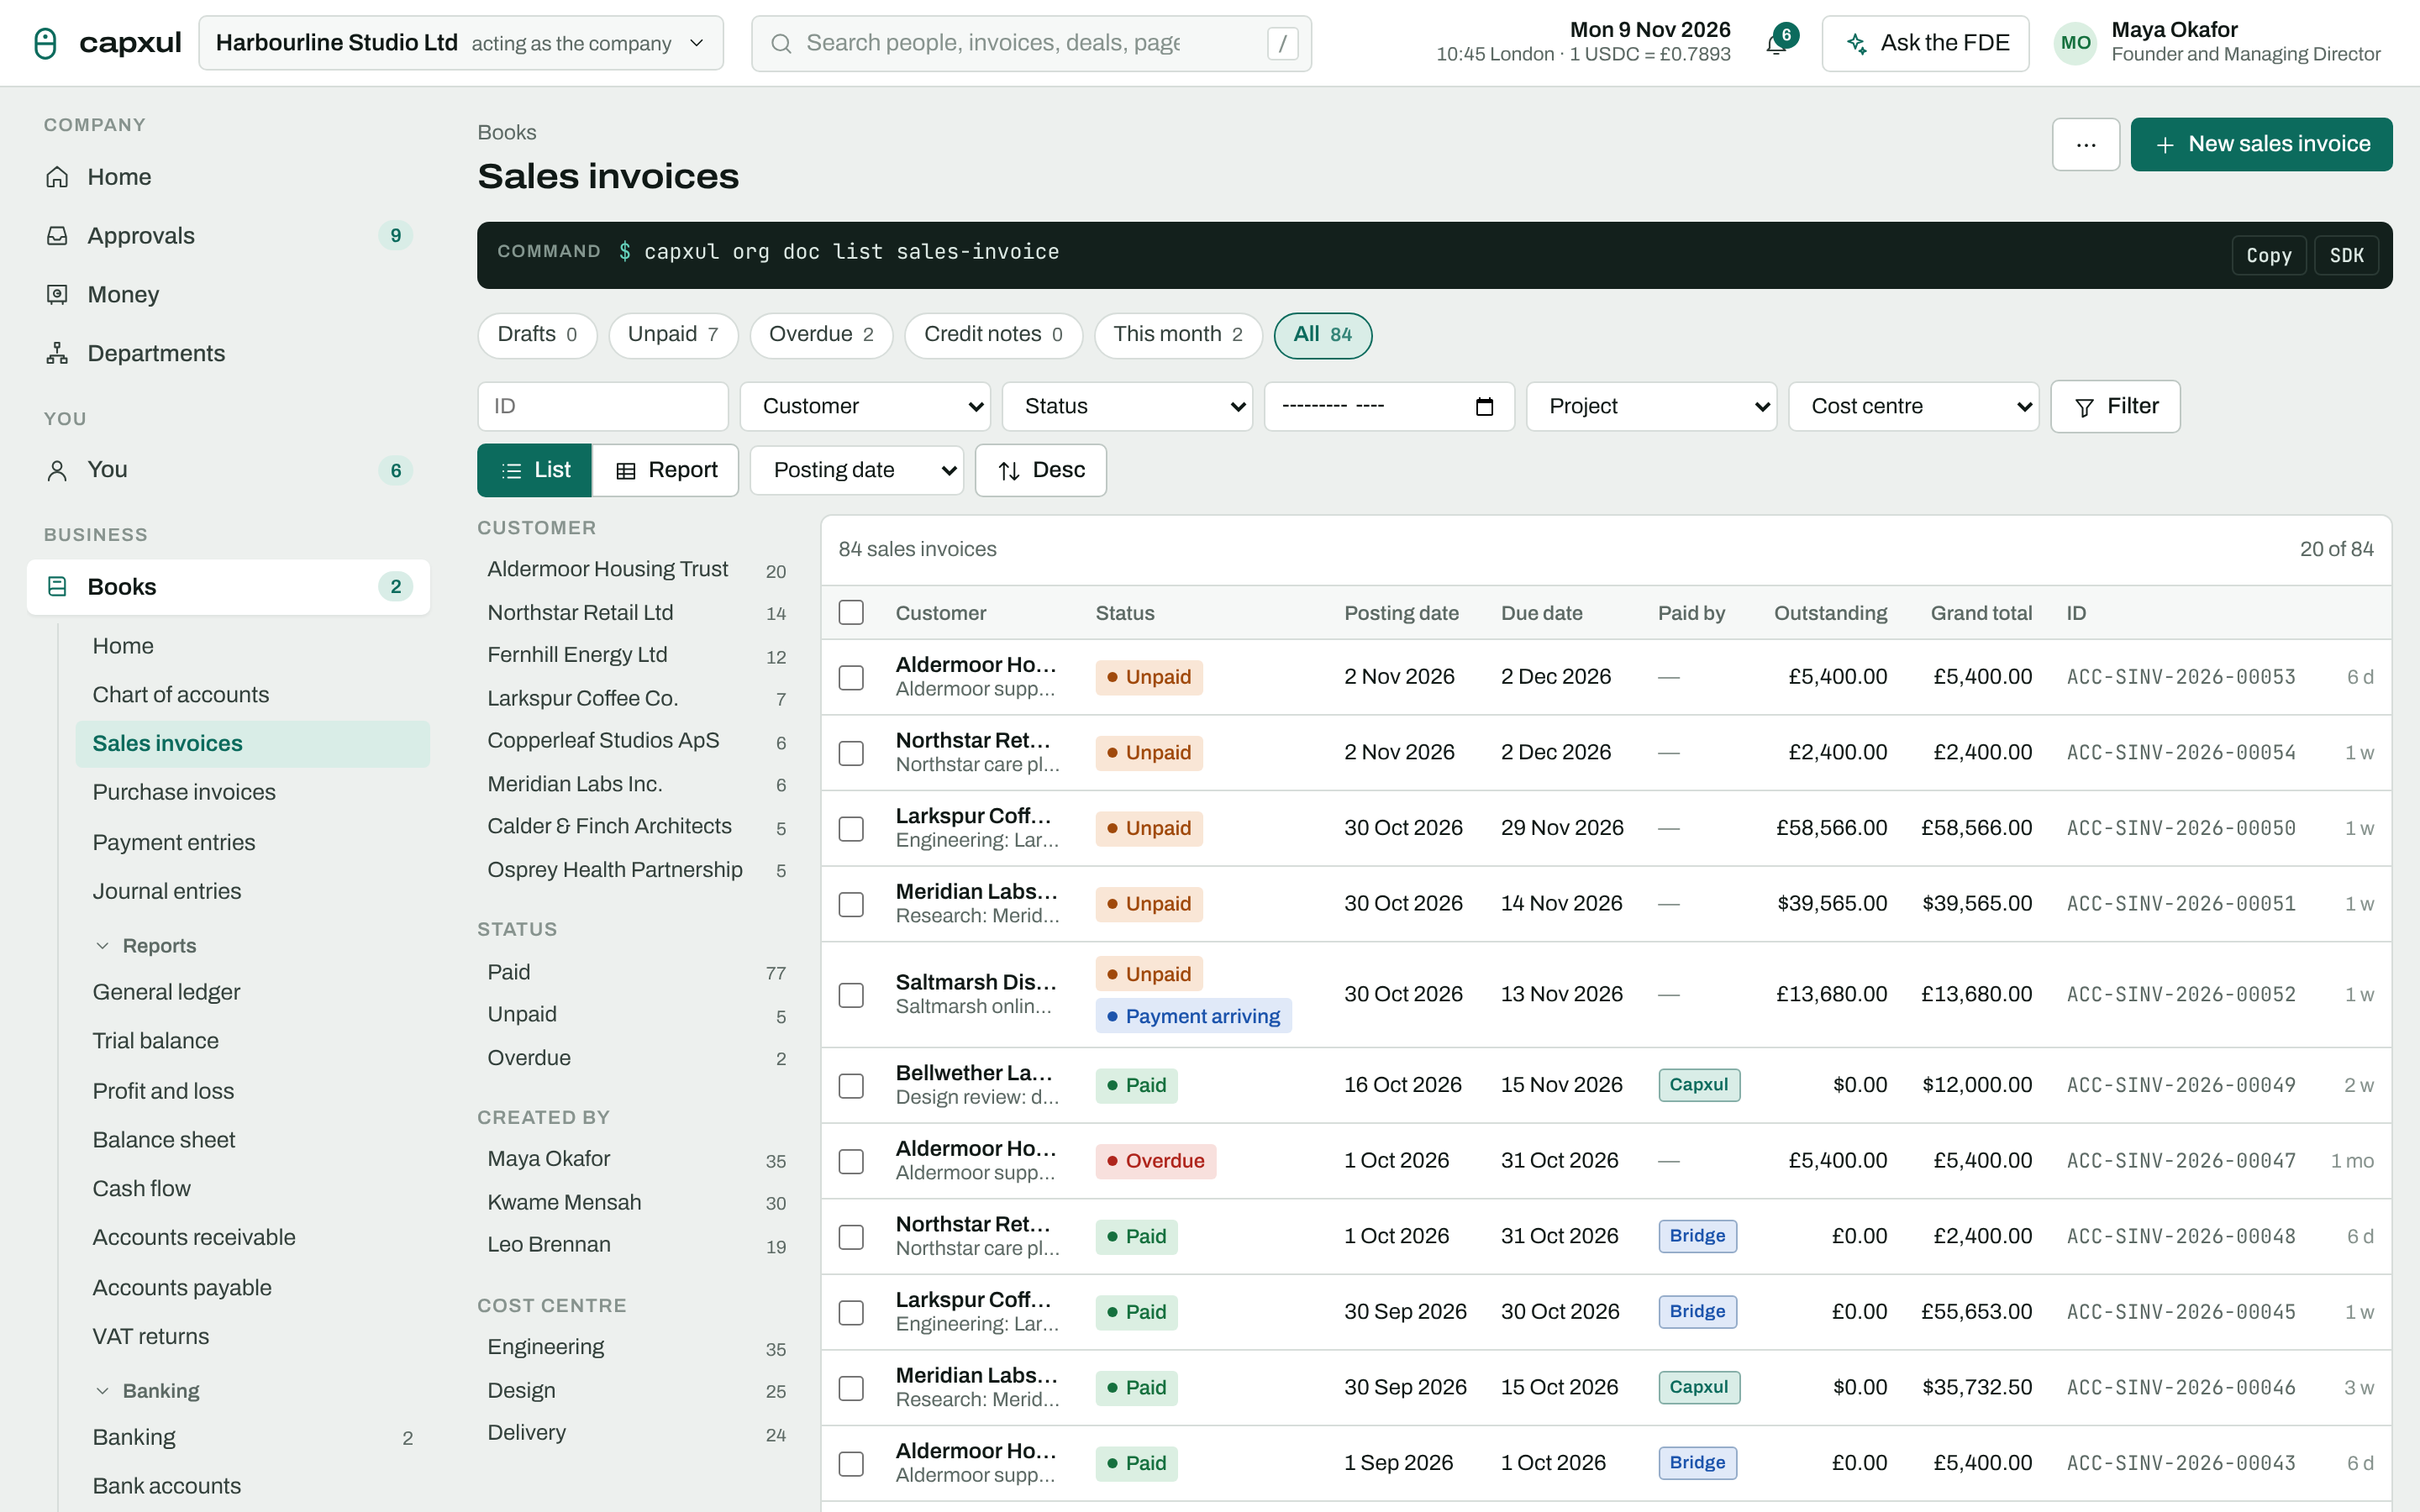 capxul
Harbourline Studio Ltd acting as the company
Search people, invoices, deals, page
/
Mon 9 Nov 2026
10:45 London · 1 USDC = £0.7893
6
Ask the FDE
MO
Maya Okafor
Founder and Managing Director
COMPANY
Home
Approvals 9
Money
Departments
YOU
You 6
BUSINESS
Books 2
Home
Chart of accounts
Sales invoices
Purchase invoices
Payment entries
Journal entries
Reports
General ledger
Trial balance
Profit and loss
Balance sheet
Cash flow
Accounts receivable
Accounts payable
VAT returns
Banking
Banking 2
Bank accounts
Books
Sales invoices
...
+ New sales invoice
COMMAND $ capxul org doc list sales-invoice
Copy SDK
Drafts 0 Unpaid 7 Overdue 2 Credit notes 0 This month 2 All 84
ID Customer Status --------- ---- Project Cost centre Filter
List Report Posting date Desc
CUSTOMER
Aldermoor Housing Trust 20
Northstar Retail Ltd 14
Fernhill Energy Ltd 12
Larkspur Coffee Co. 7
Copperleaf Studios ApS 6
Meridian Labs Inc. 6
Calder & Finch Architects 5
Osprey Health Partnership 5
STATUS
Paid 77
Unpaid 5
Overdue 2
CREATED BY
Maya Okafor 35
Kwame Mensah 30
Leo Brennan 19
COST CENTRE
Engineering 35
Design 25
Delivery 24
84 sales invoices 20 of 84
Customer Status Posting date Due date Paid by Outstanding Grand total ID
Aldermoor Ho... Unpaid 2 Nov 2026 2 Dec 2026 — £5,400.00 £5,400.00 ACC-SINV-2026-00053 6 d
Aldermoor supp...
Northstar Ret... Unpaid 2 Nov 2026 2 Dec 2026 — £2,400.00 £2,400.00 ACC-SINV-2026-00054 1 w
Northstar care pl...
Larkspur Coff... Unpaid 30 Oct 2026 29 Nov 2026 — £58,566.00 £58,566.00 ACC-SINV-2026-00050 1 w
Engineering: Lar...
Meridian Labs... Unpaid 30 Oct 2026 14 Nov 2026 — $39,565.00 $39,565.00 ACC-SINV-2026-00051 1 w
Research: Merid...
Saltmarsh Dis... Unpaid 30 Oct 2026 13 Nov 2026 — £13,680.00 £13,680.00 ACC-SINV-2026-00052 1 w
Saltmarsh onlin... Payment arriving
Bellwether La... Paid 16 Oct 2026 15 Nov 2026 Capxul $0.00 $12,000.00 ACC-SINV-2026-00049 2 w
Design review: d...
Aldermoor Ho... Overdue 1 Oct 2026 31 Oct 2026 — £5,400.00 £5,400.00 ACC-SINV-2026-00047 1 mo
Aldermoor supp...
Northstar Ret... Paid 1 Oct 2026 31 Oct 2026 Bridge £0.00 £2,400.00 ACC-SINV-2026-00048 6 d
Northstar care pl...
Larkspur Coff... Paid 30 Sep 2026 30 Oct 2026 Bridge £0.00 £55,653.00 ACC-SINV-2026-00045 1 w
Engineering: Lar...
Meridian Labs... Paid 30 Sep 2026 15 Oct 2026 Capxul $0.00 $35,732.50 ACC-SINV-2026-00046 3 w
Research: Merid...
Aldermoor Ho... Paid 1 Sep 2026 1 Oct 2026 Bridge £0.00 £5,400.00 ACC-SINV-2026-00043 6 d
Aldermoor supp...